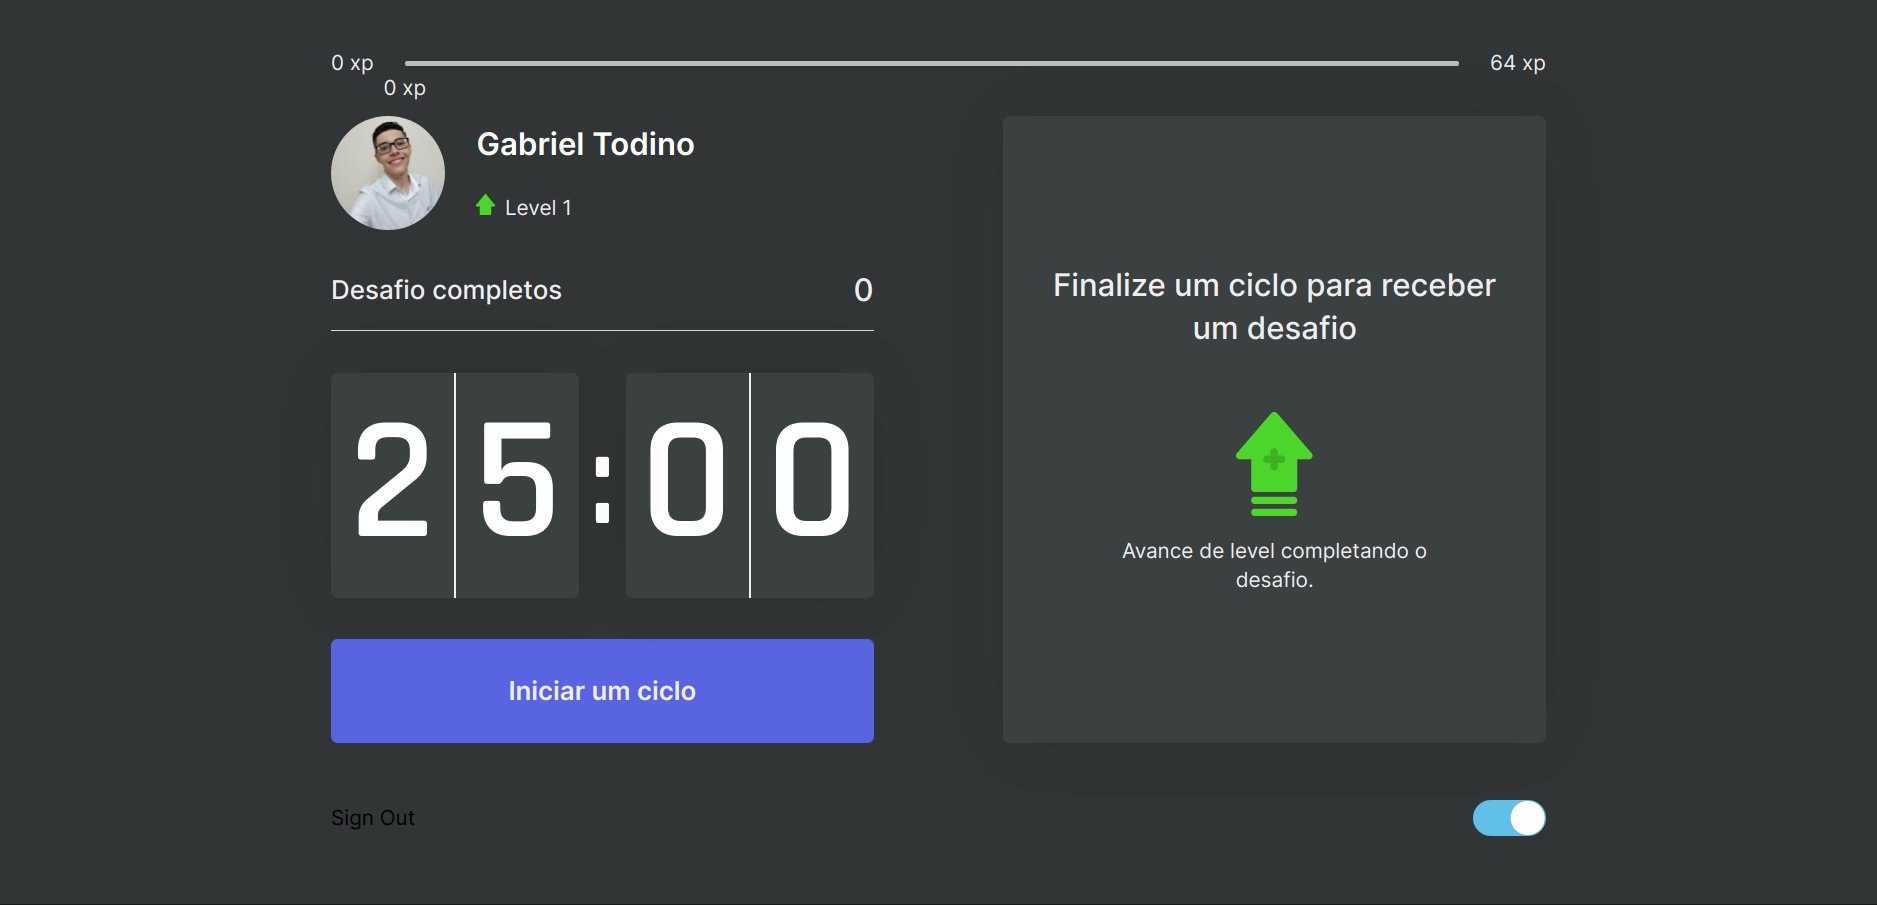 0 xp
64 xp
0 xp
Gabriel Todino
Level 1
Desafio completos
0
25:00
Iniciar um ciclo
Finalize um ciclo para receber
um desafio
Avance de level completando o
desafio.
Sign Out